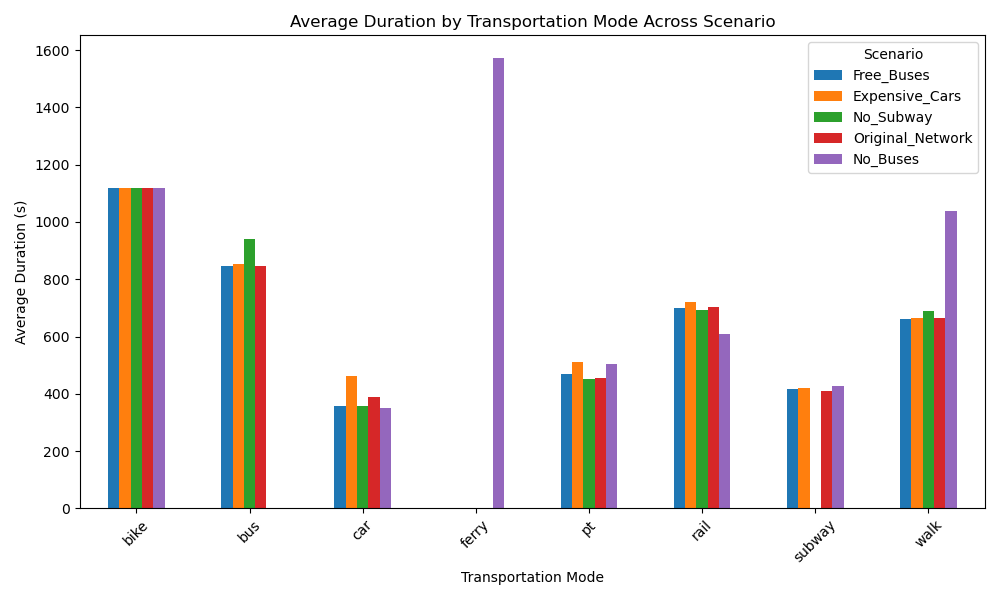 Average Duration by Transportation Mode Across Scenario
Average Duration (s)
1600
1400
1200
1000
800
600
400
200
0
Scenario
Free_Buses
Expensive_Cars
No_Subway
Original_Network
No_Buses
bike
bus
car
ferry
pt
rail
subway
walk
Transportation Mode